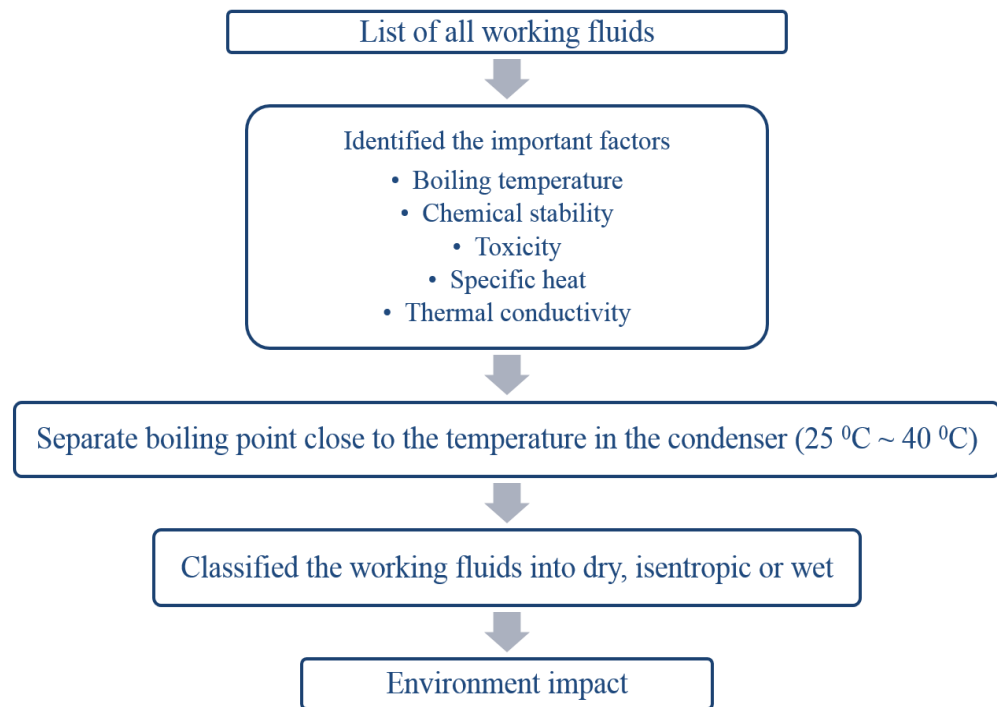 List of all working fluids
Identified the important factors
• Boiling temperature
• Chemical stability
• Toxicity
• Specific heat
• Thermal conductivity
Separate boiling point close to the temperature in the condenser (25 ⁰C ~ 40 ⁰C)
Classified the working fluids into dry, isentropic or wet
Environment impact